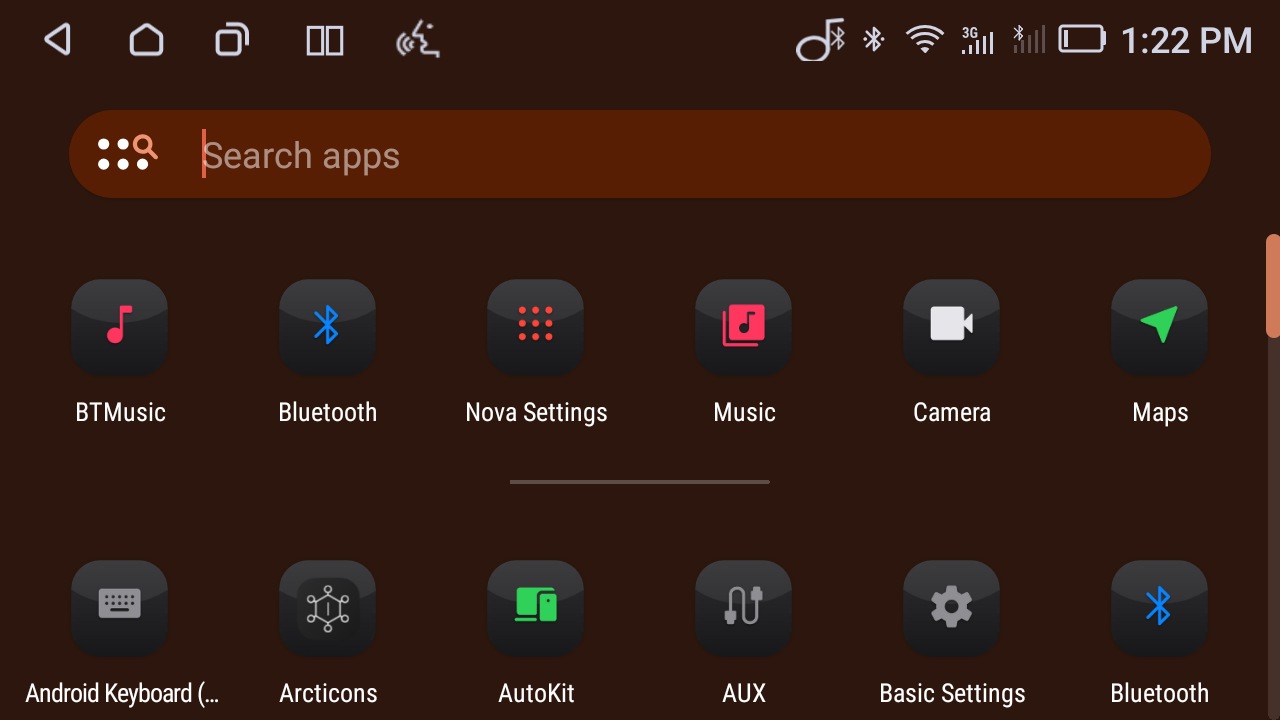 3G
1:22 PM
Search apps
BTMusic
Bluetooth
Nova Settings
Music
Camera
Maps
Android Keyboard (...
Arcticons
AutoKit
AUX
Basic Settings
Bluetooth